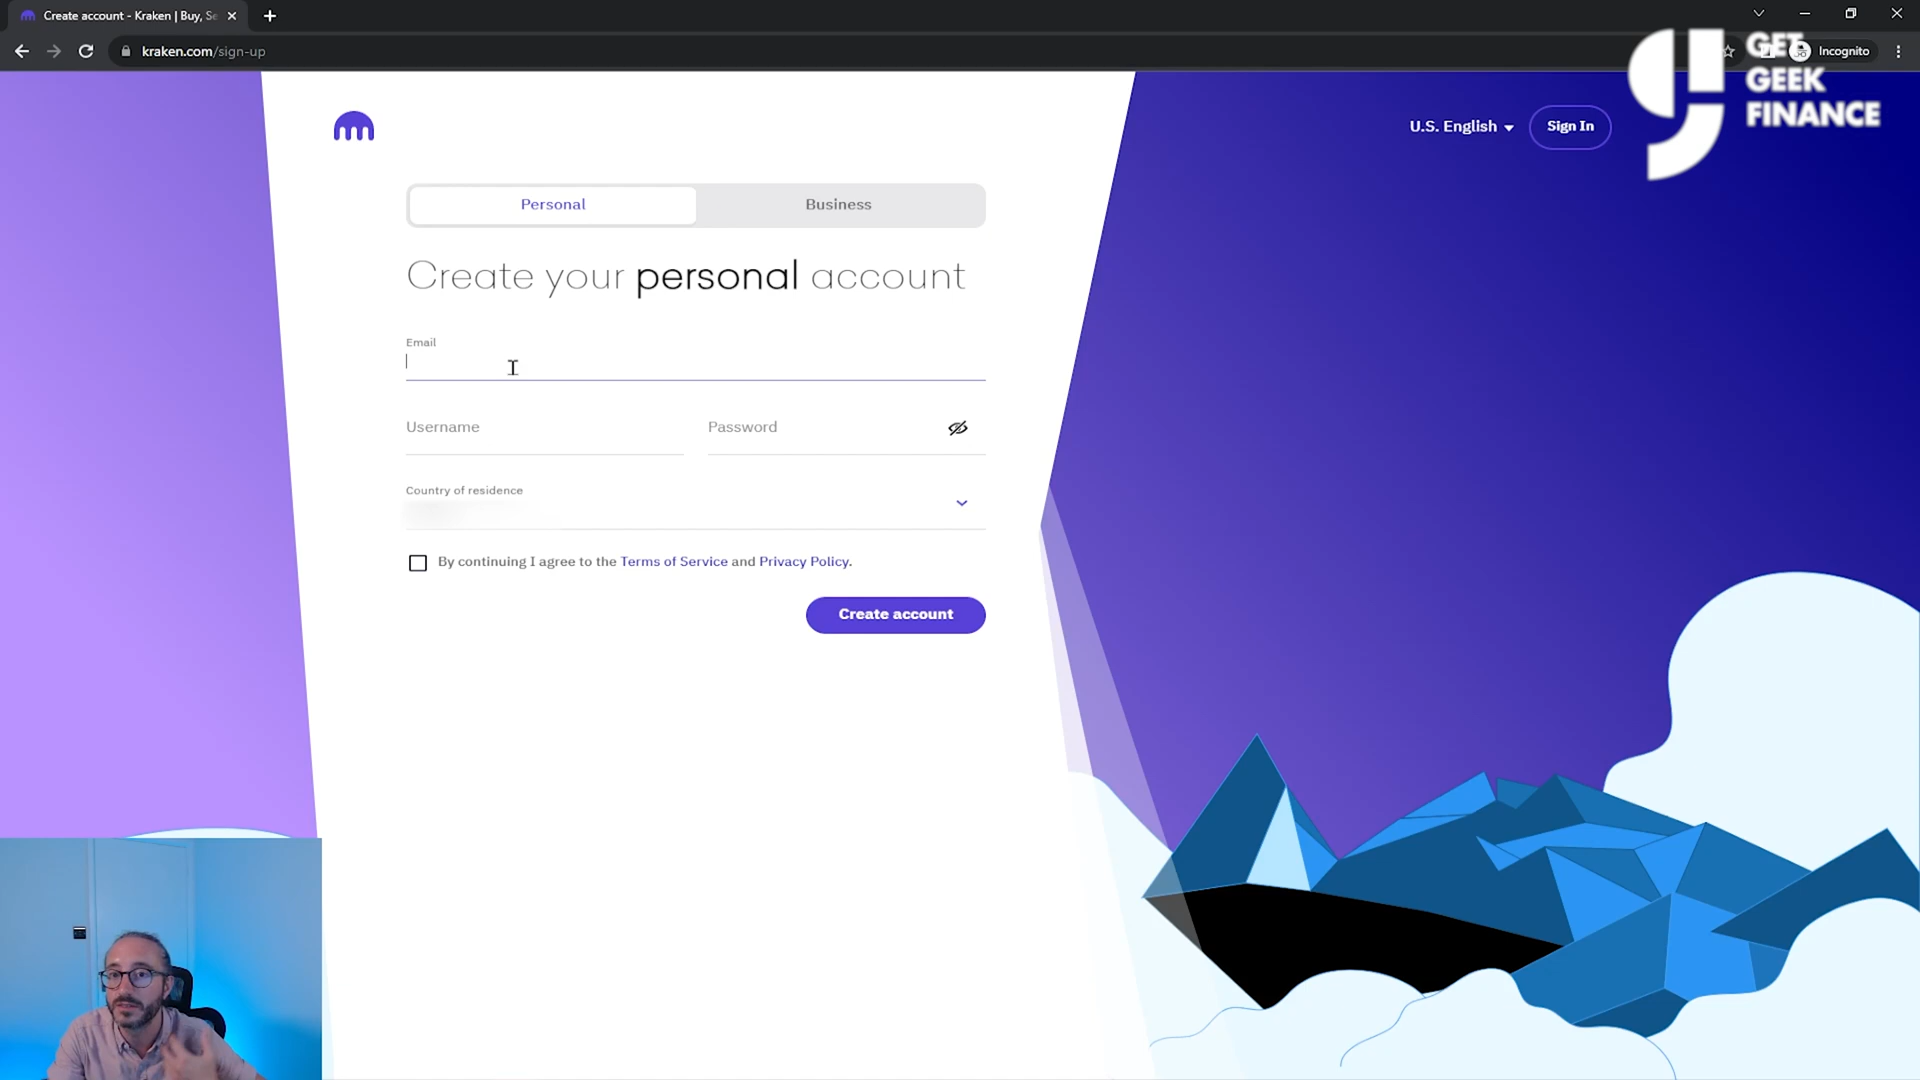 Create account - Kraken | Buy, Se
kraken.com/sign-up
Incognito
GET
GEEK
FINANCE
U.S. English
Sign In
Personal
Business
Create your personal account
Email
Username
Password
Country of residence
By continuing I agree to the Terms of Service and Privacy Policy.
Create account